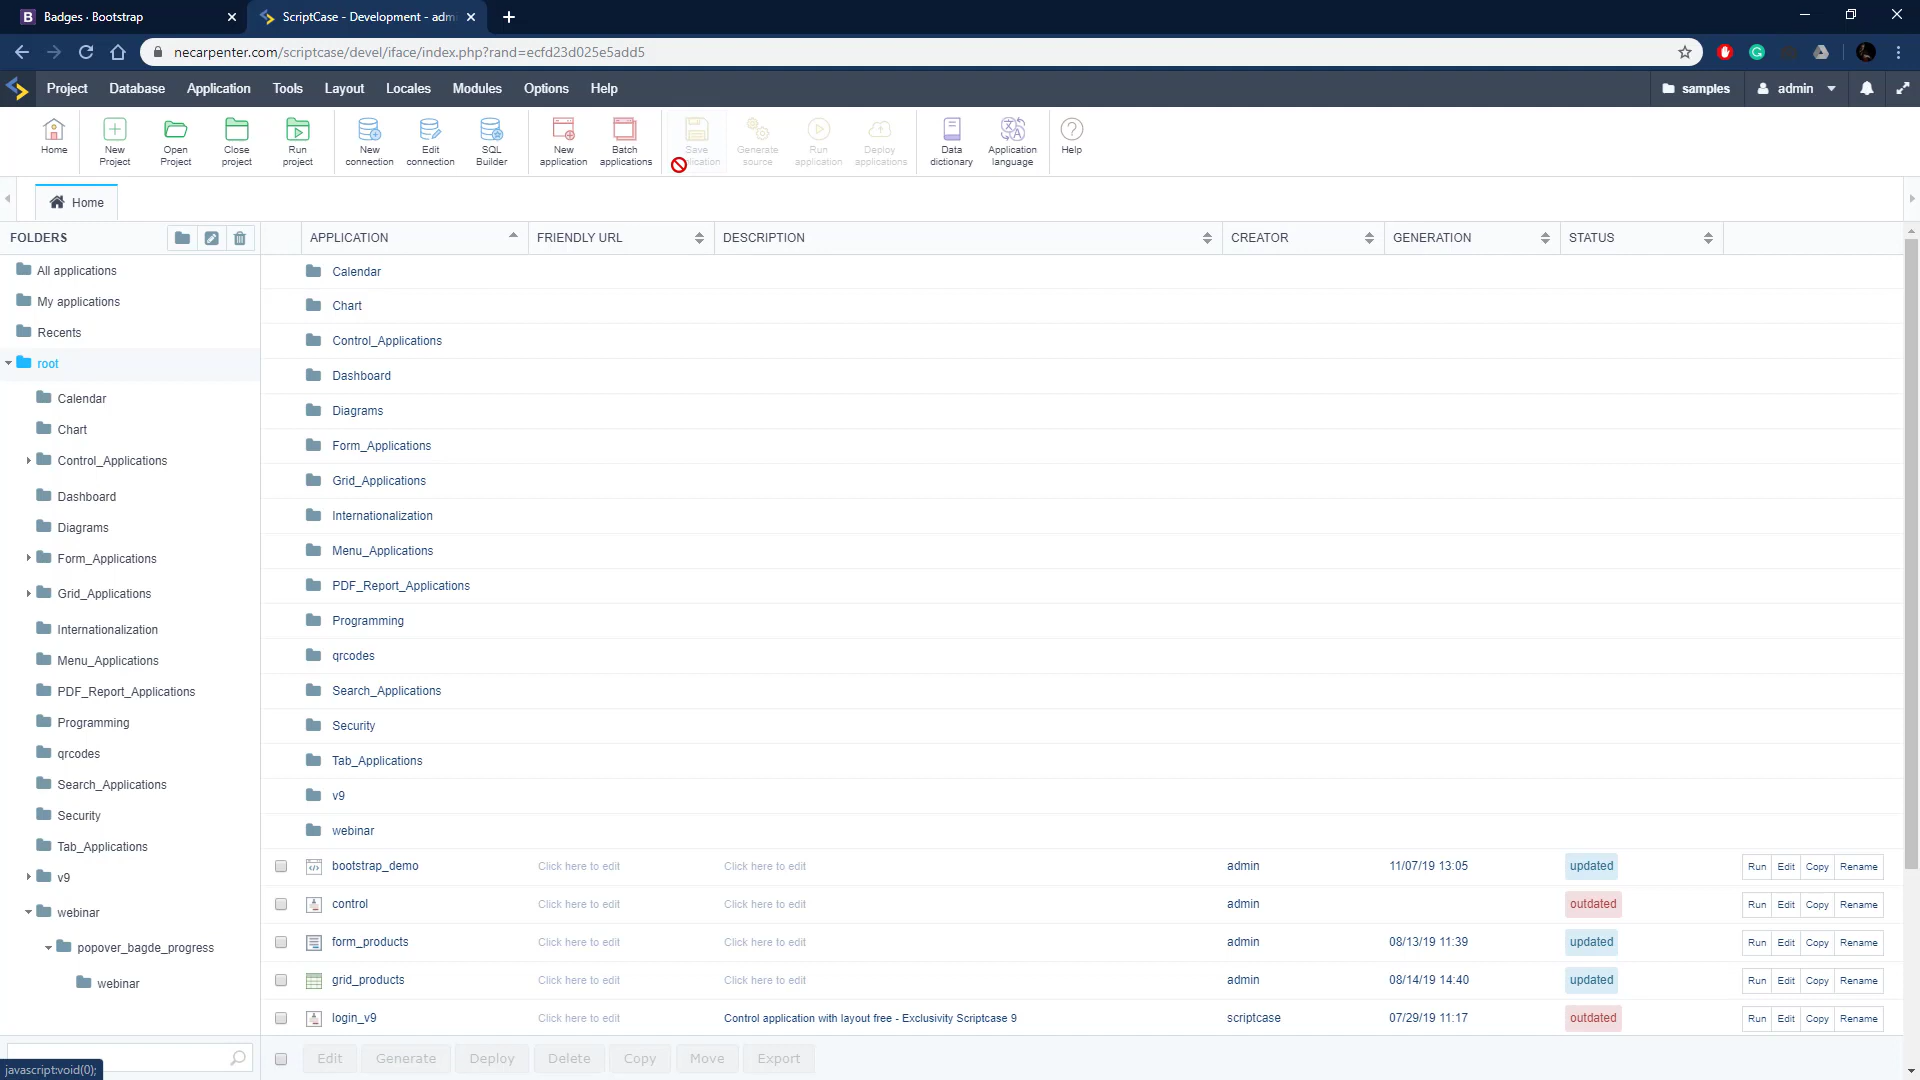 Badges · Bootstrap
ScriptCase - Development - adm
necarpenter.com/scriptcase/devel/iface/index.php?rand=ecfd23d025e5add5
Project Database Application Tools Layout Locales Modules Options Help samples admin
Home
New Project
Open Project
Close project
Run project
New connection
Edit connection
SQL Builder
New application
Batch applications
Save
Generate source
Run application
Deploy applications
Data dictionary
Application language
Help
Home
FOLDERS
All applications
My applications
Recents
root
Calendar
Chart
Control_Applications
Dashboard
Diagrams
Form_Applications
Grid_Applications
Internationalization
Menu_Applications
PDF_Report_Applications
Programming
qrcodes
Search_Applications
Security
Tab_Applications
v9
webinar
popover_bagde_progress
webinar
javascript:void(0);
APPLICATION FRIENDLY URL DESCRIPTION CREATOR GENERATION STATUS
Calendar
Chart
Control_Applications
Dashboard
Diagrams
Form_Applications
Grid_Applications
Internationalization
Menu_Applications
PDF_Report_Applications
Programming
qrcodes
Search_Applications
Security
Tab_Applications
v9
webinar
bootstrap_demo Click here to edit Click here to edit admin 11/07/19 13:05 updated Run Edit Copy Rename
control Click here to edit Click here to edit admin outdated Run Edit Copy Rename
form_products Click here to edit Click here to edit admin 08/13/19 11:39 updated Run Edit Copy Rename
grid_products Click here to edit Click here to edit admin 08/14/19 14:40 updated Run Edit Copy Rename
login_v9 Click here to edit Control application with layout free - Exclusivity Scriptcase 9 scriptcase 07/29/19 11:17 outdated Run Edit Copy Rename
Edit Generate Deploy Delete Copy Move Export